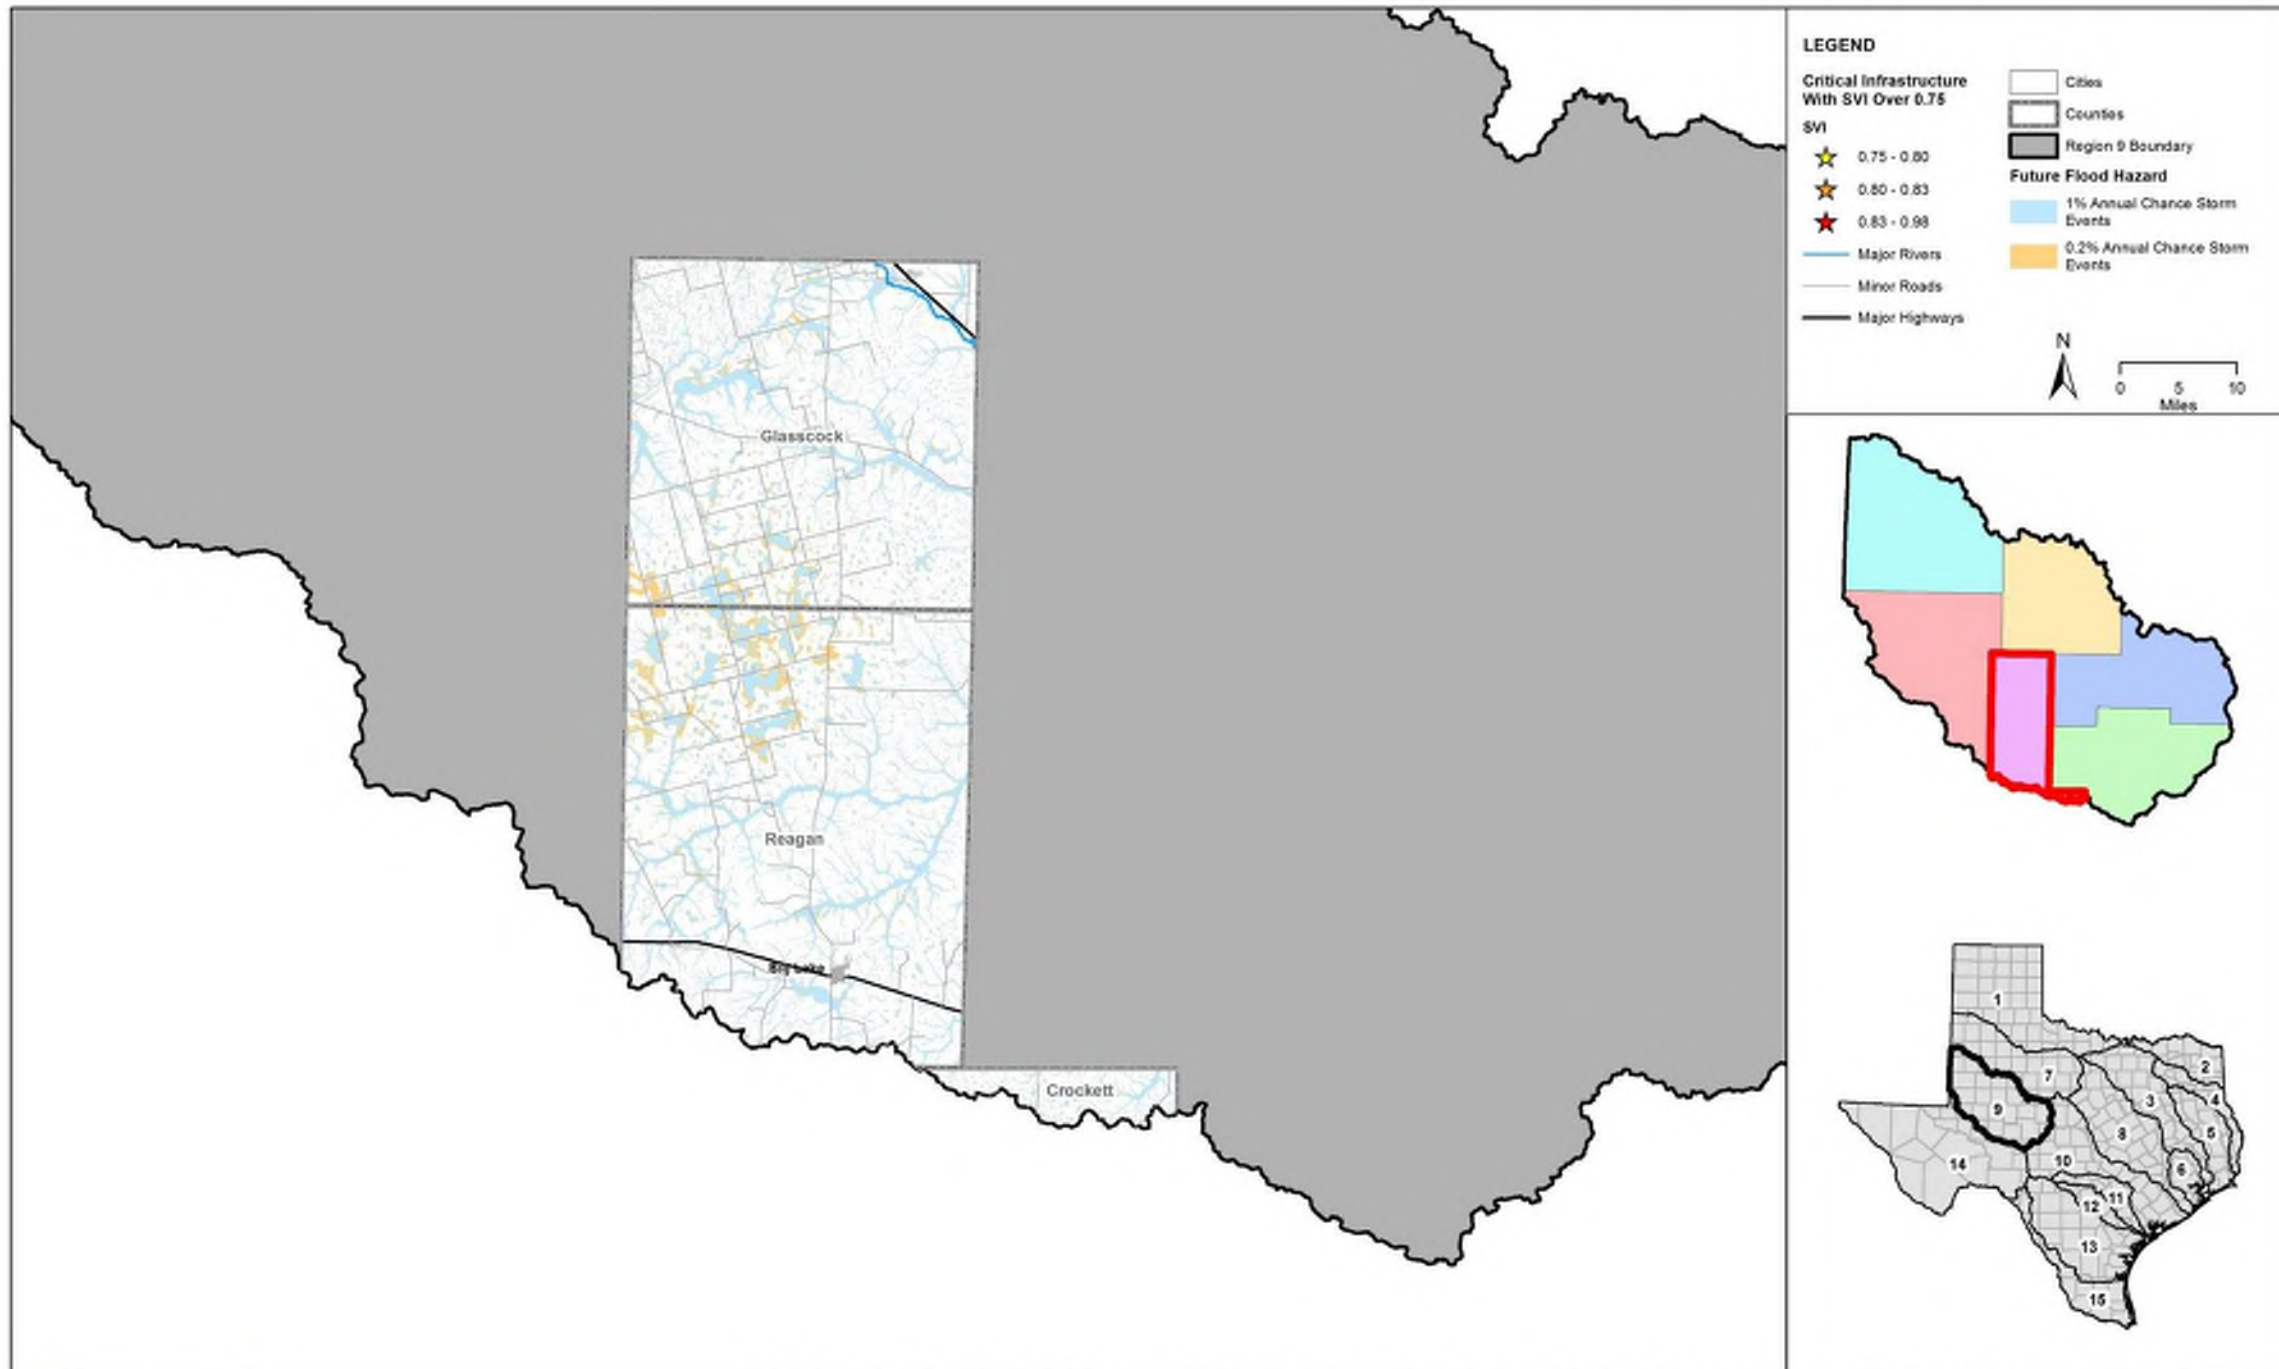 Glasscock
Reagan
Big Lake
Crockett
LEGEND
Critical Infrastructure
With SVI Over 0.75
SVI
0.75 - 0.80
0.80 - 0.83
0.83 - 0.98
Major Rivers
Minor Roads
Major Highways
Cities
Counties
Region 9 Boundary
Future Flood Hazard
1% Annual Chance Storm
Events
0.2% Annual Chance Storm
Events
N
0 5 10
Miles
1
2
7
3
4
9
8
5
14
10
6
11
12
13
15